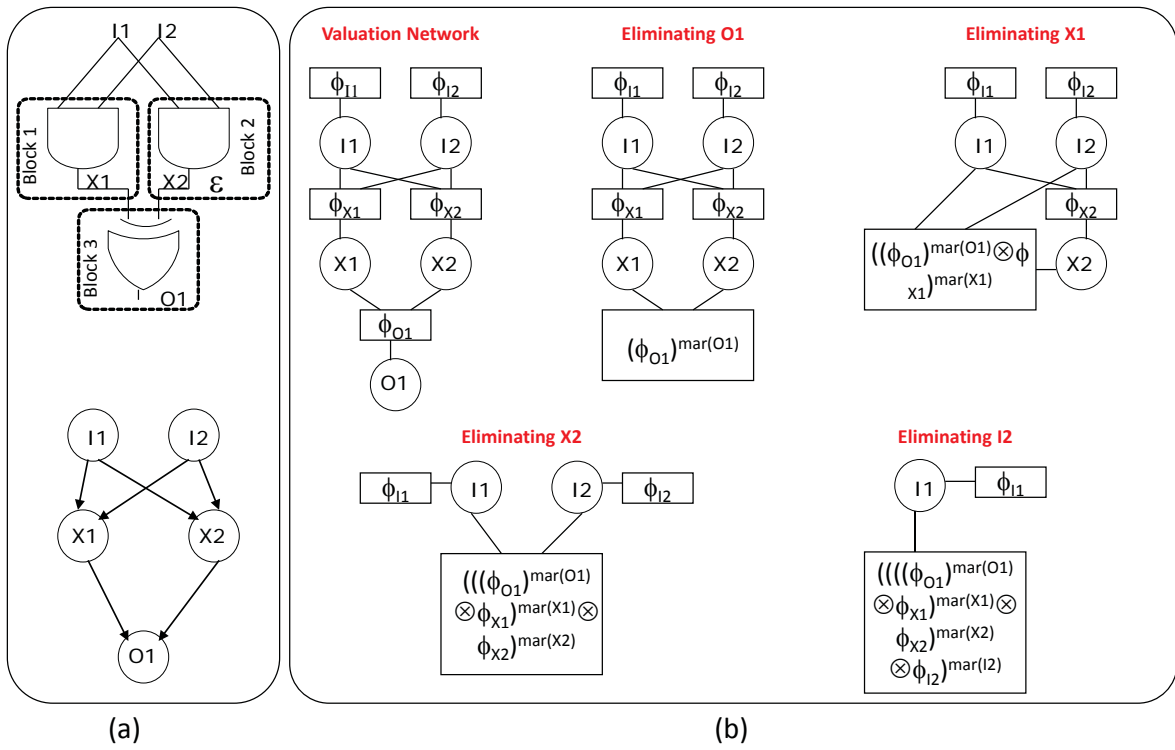 I1 I2
Block 1
Block 2
X1 X2 ε
Block 3
O1
I1 I2
X1 X2
O1
(a)
Valuation Network
ϕI1 ϕI2
I1 I2
ϕX1 ϕX2
X1 X2
ϕO1
O1
Eliminating O1
ϕI1 ϕI2
I1 I2
ϕX1 ϕX2
X1 X2
(ϕO1)mar(O1)
Eliminating X1
ϕI1 ϕI2
I1 I2
ϕX2
((ϕO1)mar(O1)⊗ϕ
X1)mar(X1)
X2
Eliminating X2
ϕI1 I1 I2 ϕI2
(((ϕO1)mar(O1)
⊗ϕX1)mar(X1)⊗
ϕX2)mar(X2)
Eliminating I2
I1 ϕI1
((((ϕO1)mar(O1)
⊗ϕX1)mar(X1)⊗
ϕX2)mar(X2)
⊗ϕI2)mar(I2)
(b)